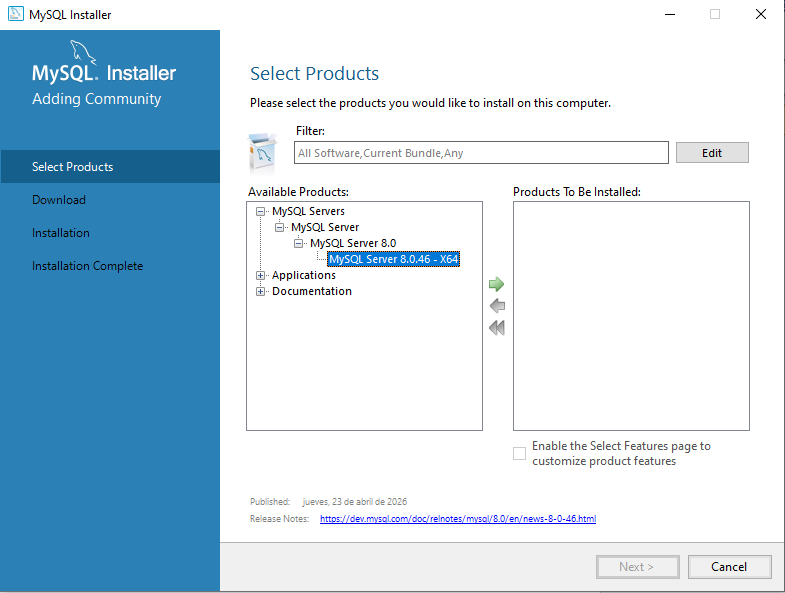 MySQL Installer
MySQL. Installer
Adding Community
Select Products
Download
Installation
Installation Complete
Select Products
Please select the products you would like to install on this computer.
Filter:
All Software,Current Bundle,Any
Edit
Available Products:
MySQL Servers
MySQL Server
MySQL Server 8.0
MySQL Server 8.0.46 - X64
Applications
Documentation
Products To Be Installed:
Enable the Select Features page to
customize product features
Published: jueves, 23 de abril de 2026
Release Notes: https://dev.mysql.com/doc/relnotes/mysql/8.0/en/news-8-0-46.html
Next >
Cancel